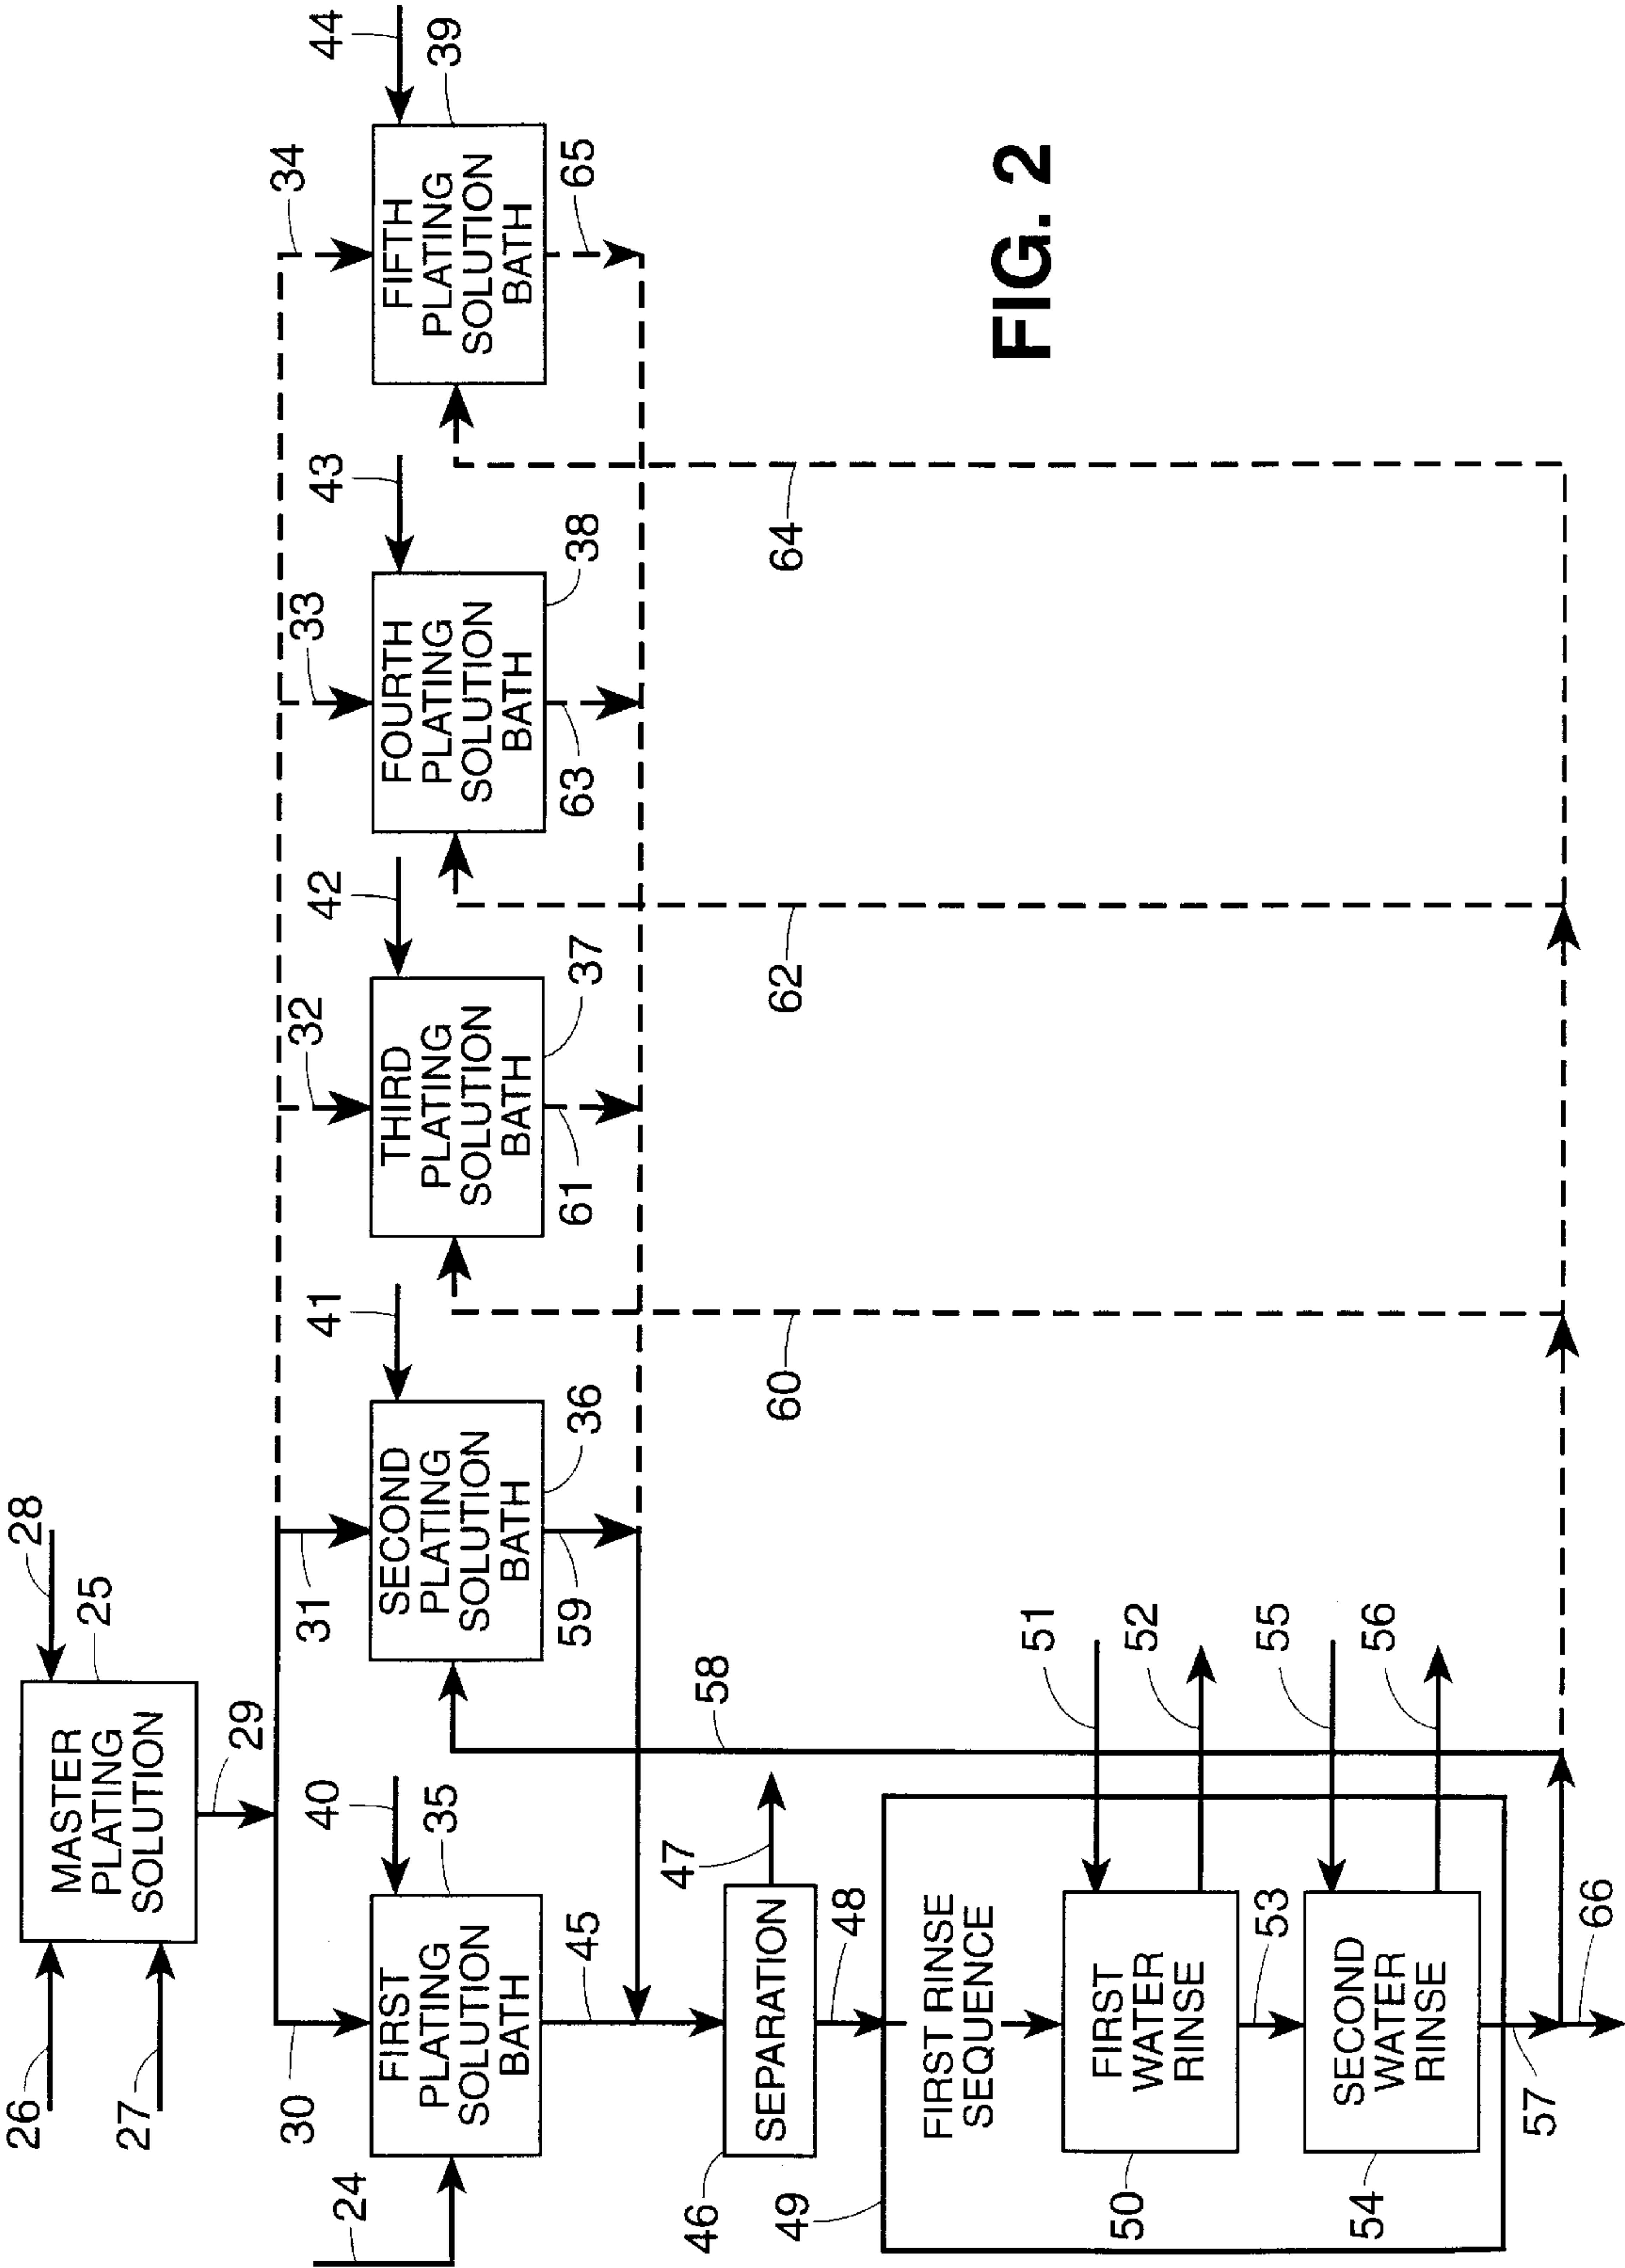 28
MASTER
PLATING
SOLUTION
25
26
27
29
30
31
32
33
34
24
FIRST
PLATING
SOLUTION
BATH
35
40
SECOND
PLATING
SOLUTION
BATH
36
41
THIRD
PLATING
SOLUTION
BATH
37
42
FOURTH
PLATING
SOLUTION
BATH
38
43
FIFTH
PLATING
SOLUTION
BATH
39
44
45
59
61
63
65
SEPARATION
46
47
48
58
60
62
64
49
FIRST RINSE
SEQUENCE
FIRST
WATER
RINSE
50
51
52
53
SECOND
WATER
RINSE
54
55
56
57
66
FIG. 2